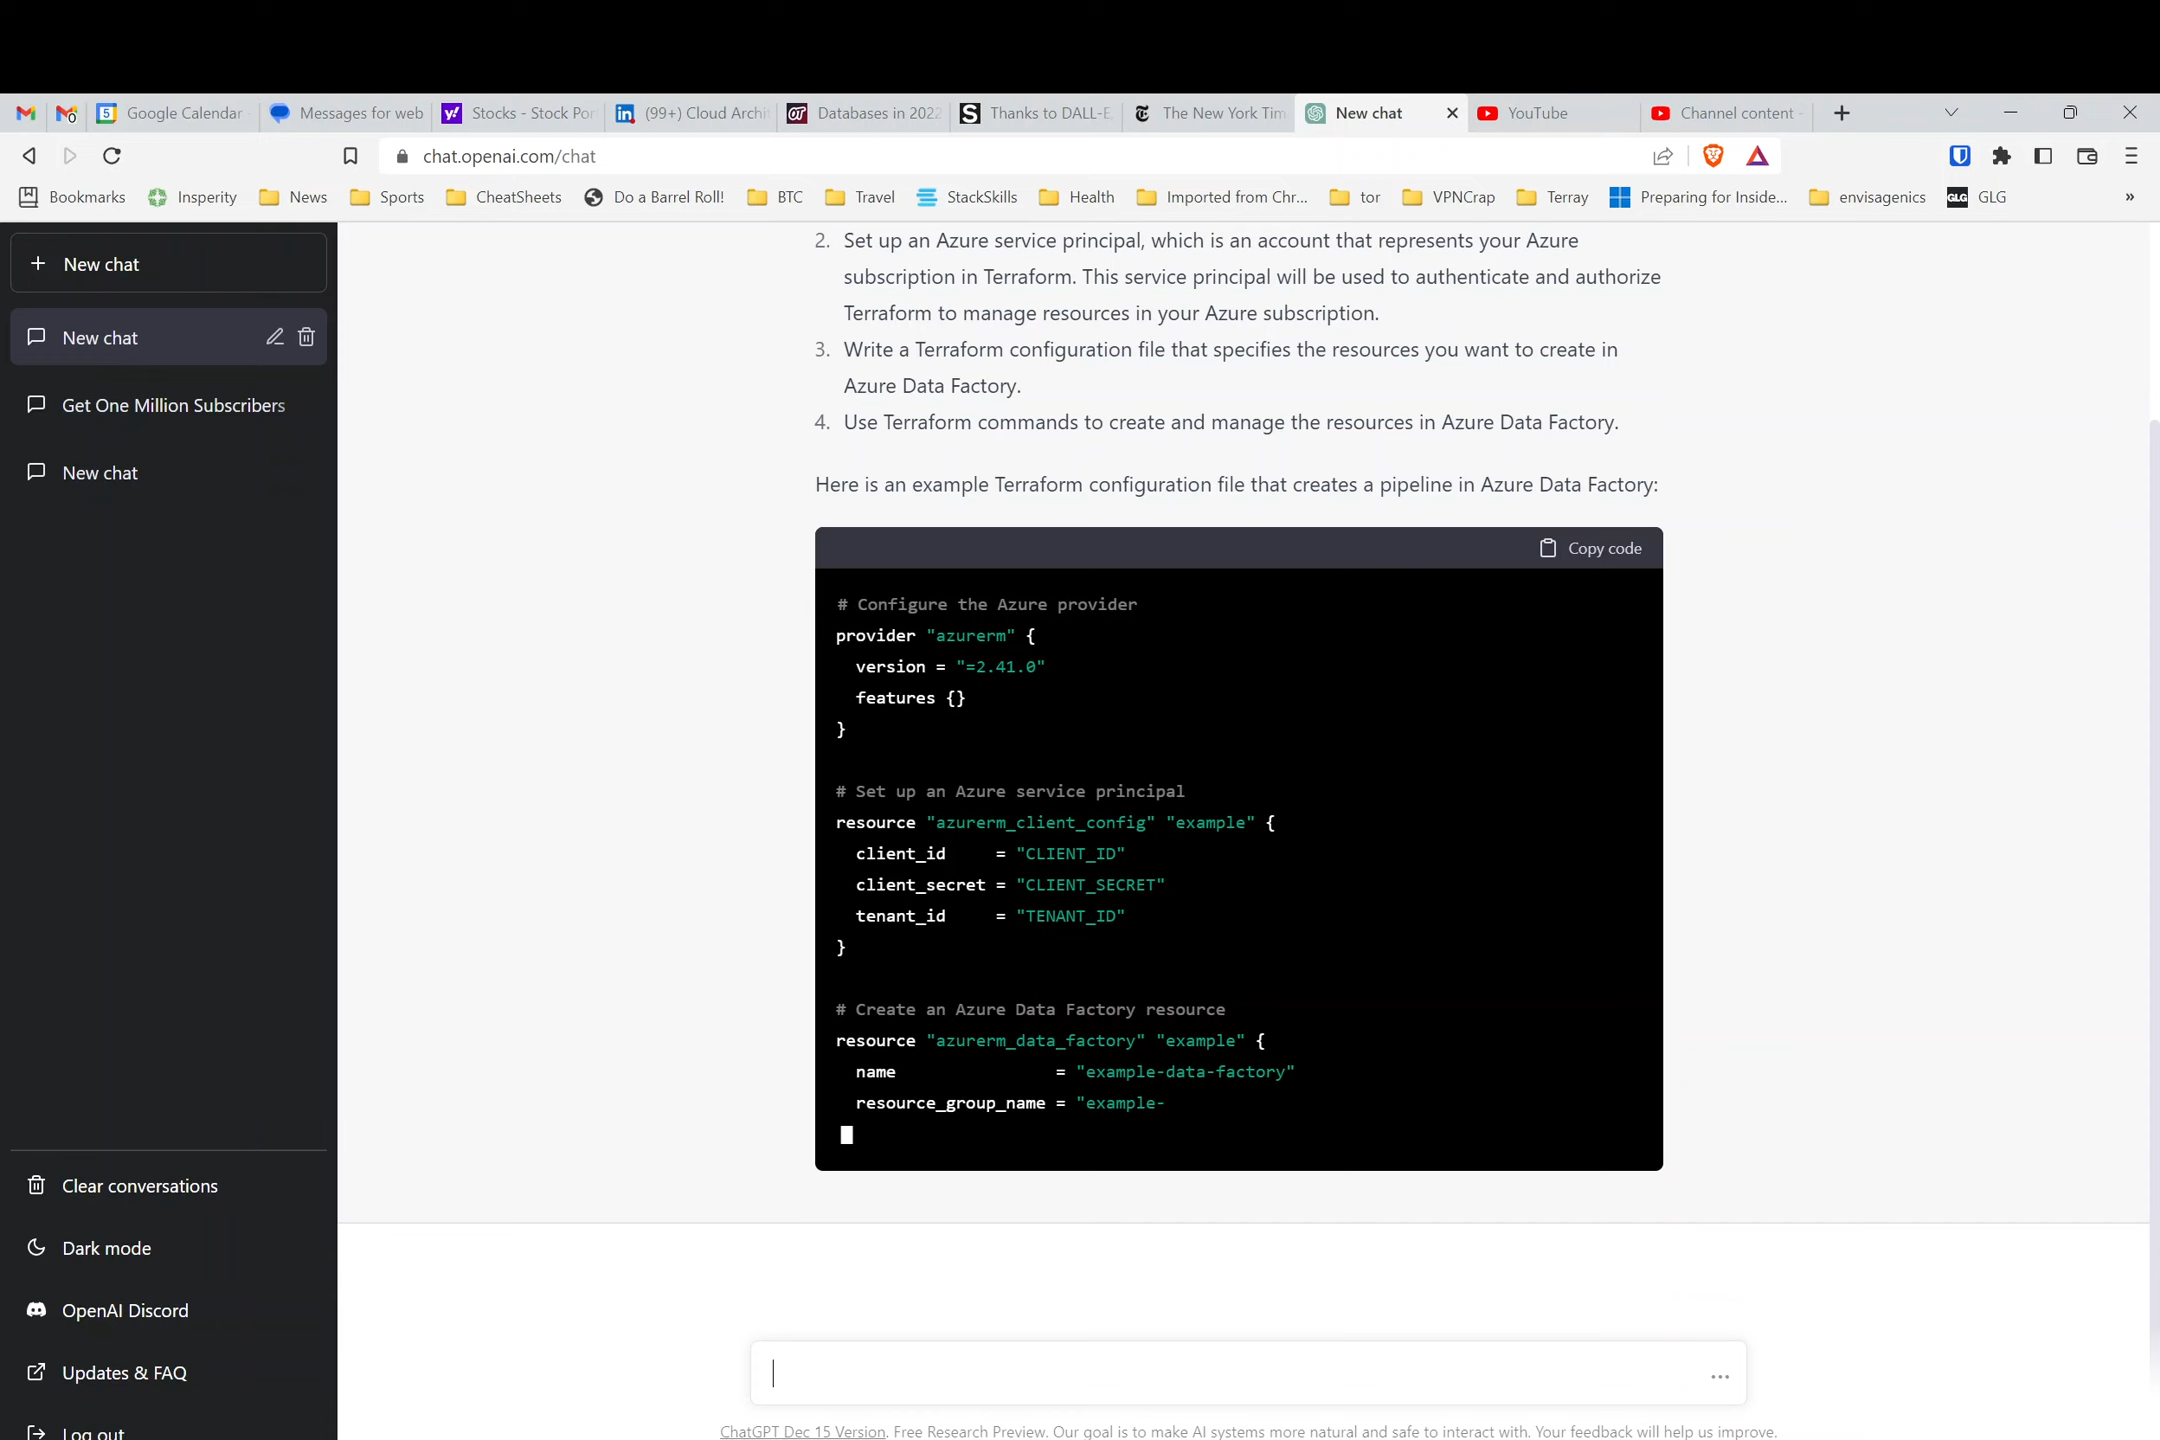 Google Calendar
Messages for web
Stocks - Stock Por
(99+) Cloud Archi
Databases in 2022
Thanks to DALL-E,
The New York Tim
New chat
YouTube
Channel content -
chat.openai.com/chat
Bookmarks
Insperity
News
Sports
CheatSheets
Do a Barrel Roll!
BTC
Travel
StackSkills
Health
Imported from Chr...
tor
VPNCrap
Terray
Preparing for Inside...
envisagenics
GLG GLG
»
New chat
New chat
Get One Million Subscribers
New chat
Clear conversations
Dark mode
OpenAI Discord
Updates & FAQ
Log out
2. Set up an Azure service principal, which is an account that represents your Azure
subscription in Terraform. This service principal will be used to authenticate and authorize
Terraform to manage resources in your Azure subscription.
3. Write a Terraform configuration file that specifies the resources you want to create in
Azure Data Factory.
4. Use Terraform commands to create and manage the resources in Azure Data Factory.
Here is an example Terraform configuration file that creates a pipeline in Azure Data Factory:
Copy code
# Configure the Azure provider
provider "azurerm" {
version = "=2.41.0"
features {}
}
# Set up an Azure service principal
resource "azurerm_client_config" "example" {
client_id = "CLIENT_ID"
client_secret = "CLIENT_SECRET"
tenant_id = "TENANT_ID"
}
# Create an Azure Data Factory resource
resource "azurerm_data_factory" "example" {
name = "example-data-factory"
resource_group_name = "example-
...
ChatGPT Dec 15 Version. Free Research Preview. Our goal is to make AI systems more natural and safe to interact with. Your feedback will help us improve.